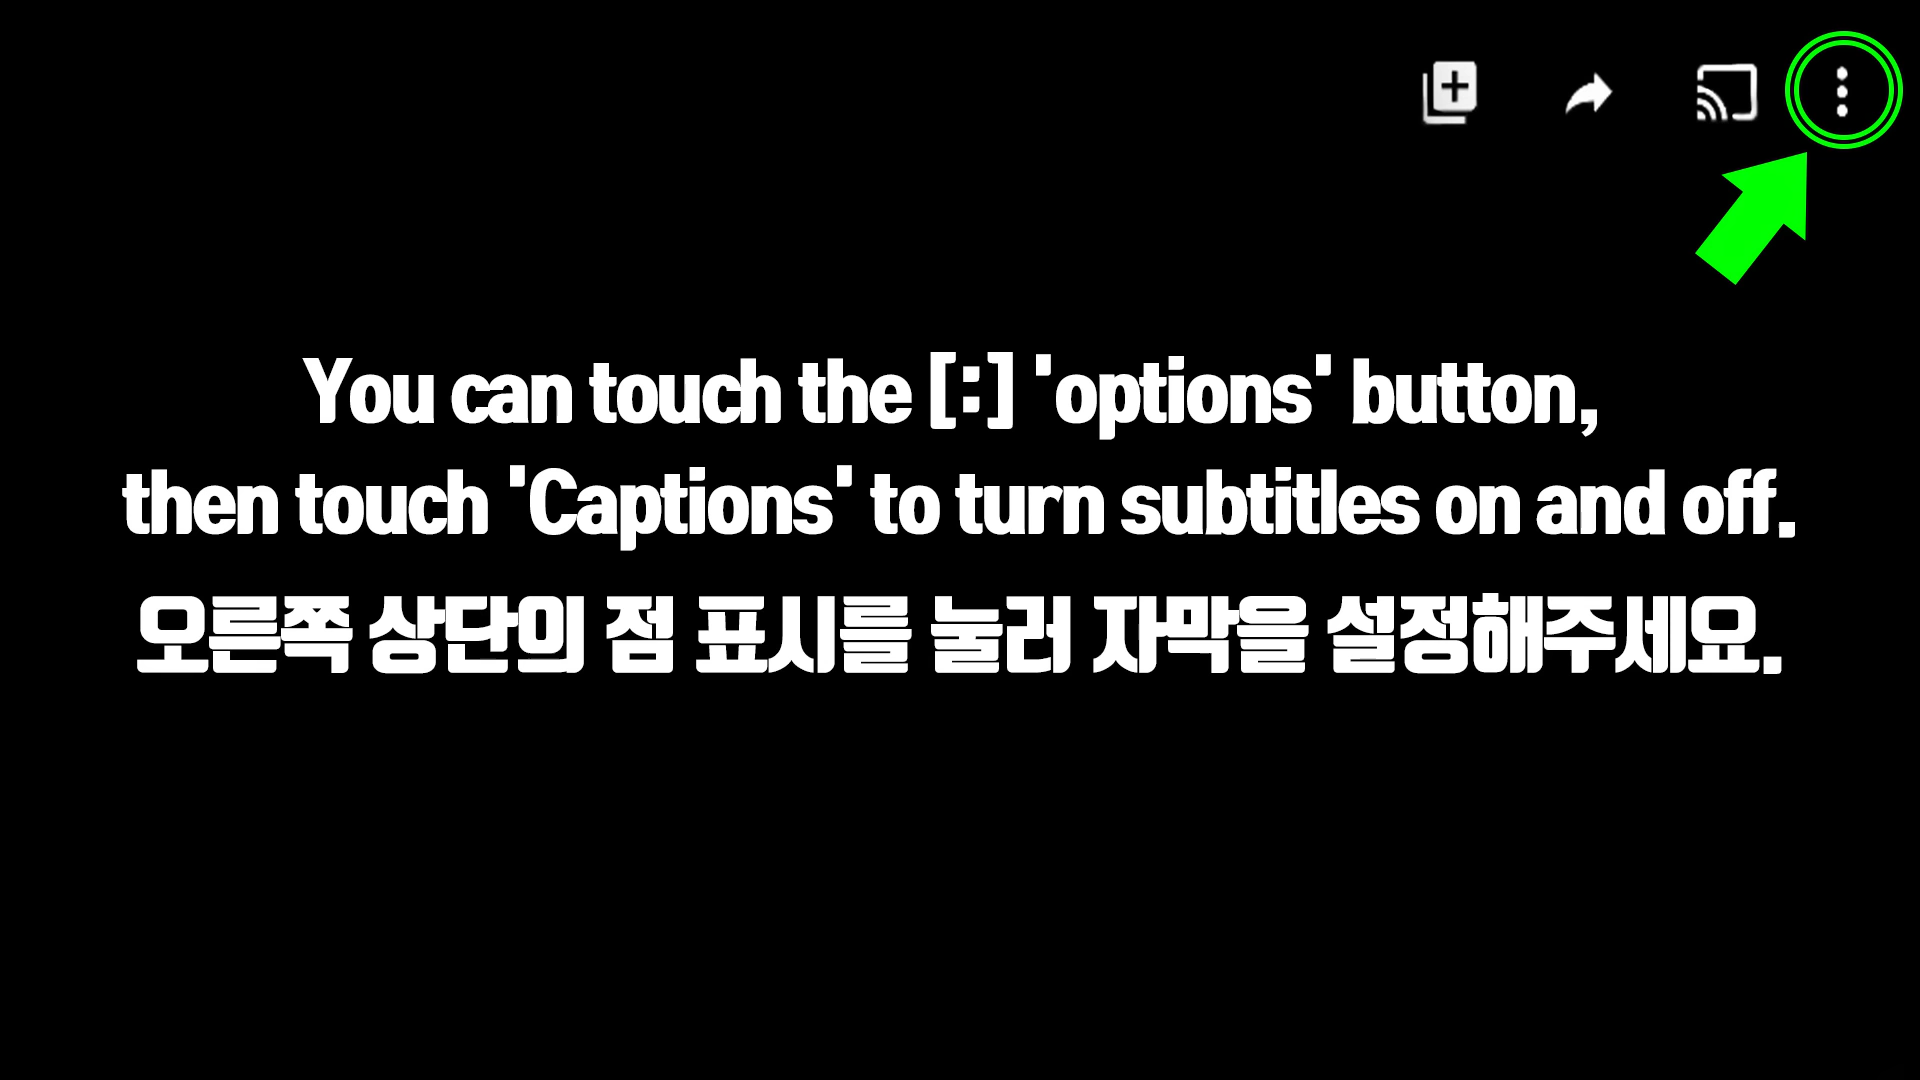 You can touch the [:] 'options' button,
then touch 'Captions' to turn subtitles on and off.
오른쪽 상단의 점 표시를 눌러 자막을 설정해주세요.